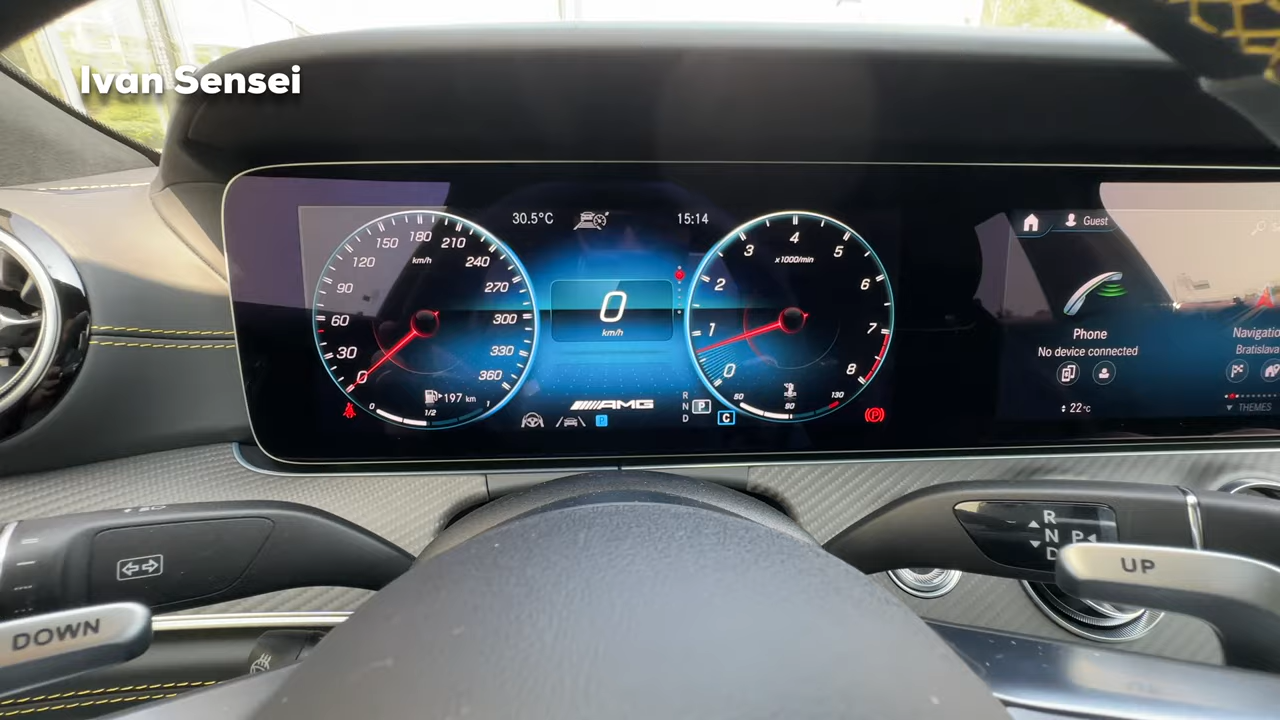 Ivan Sensei
30.5°C
15:14
150 180 210
km/h
120 240
90 270
60 300
30 330
0 360
197 km
0 1/2 1
0
km/h
AMG
3 4 5
x1000/min
2 6
1 7
0 8
50 90 130
R
N P
D
C
P
(P)
Guest
Phone
No device connected
22°C
Bratislava
THEMES
R
N P
D
UP
DOWN